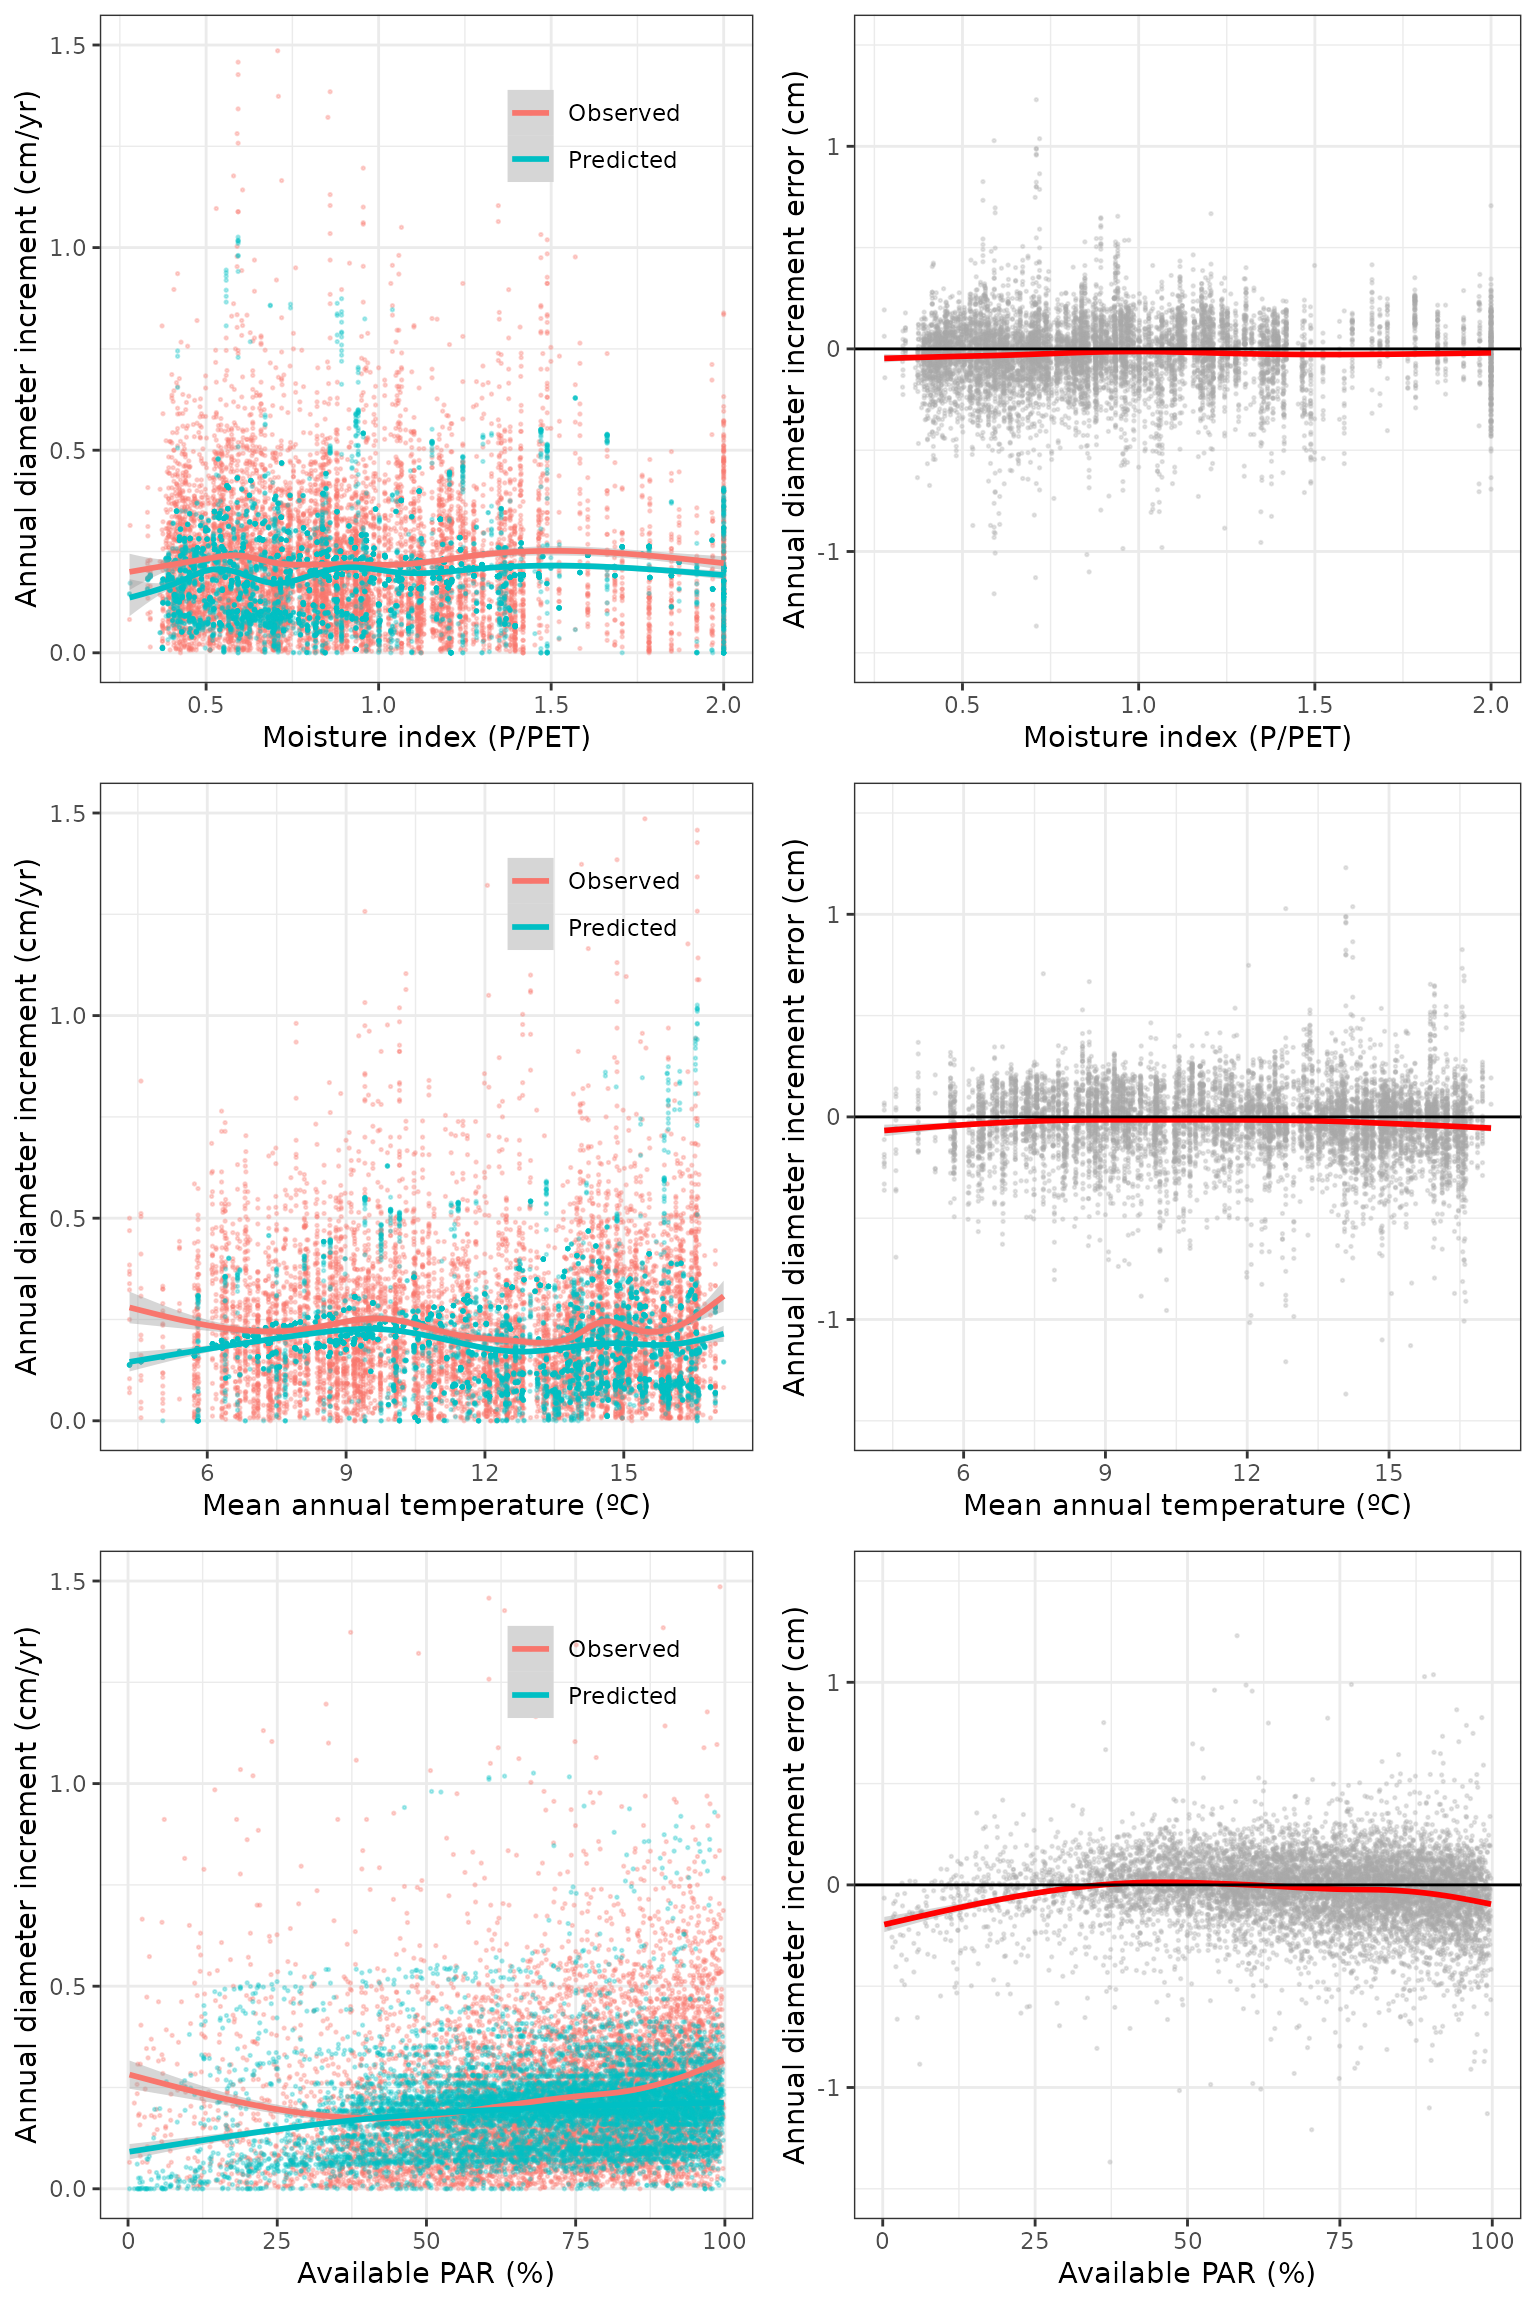 Annual diameter increment (cm/yr)
1.5
1.0
0.5
0.0
Observed
Predicted
0.5 1.0 1.5 2.0
Moisture index (P/PET)
Annual diameter increment error (cm)
1
0
-1
0.5 1.0 1.5 2.0
Moisture index (P/PET)
Annual diameter increment (cm/yr)
1.5
1.0
0.5
0.0
Observed
Predicted
6 9 12 15
Mean annual temperature (ºC)
Annual diameter increment error (cm)
1
0
-1
6 9 12 15
Mean annual temperature (ºC)
Annual diameter increment (cm/yr)
1.5
1.0
0.5
0.0
Observed
Predicted
0 25 50 75 100
Available PAR (%)
Annual diameter increment error (cm)
1
0
-1
0 25 50 75 100
Available PAR (%)